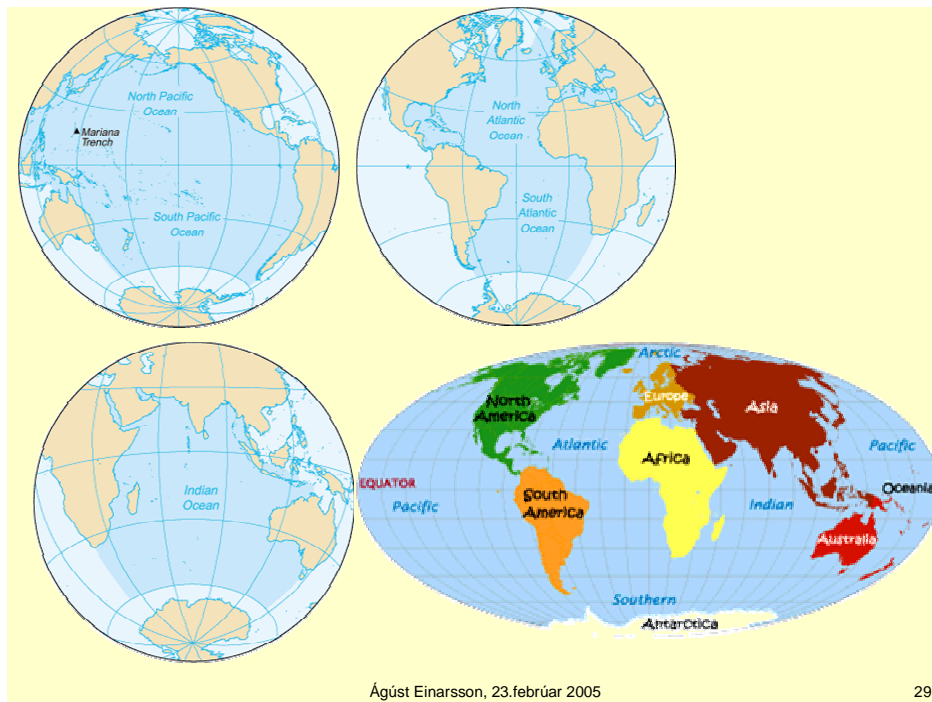 North Pacific
Ocean
Mariana
Trench
South Pacific
Ocean
North
Atlantic
Ocean
South
Atlantic
Ocean
Indian
Ocean
Arctic
North
America
Europe
Asia
Atlantic
Pacific
Africa
EQUATOR
Oceania
South
America
Pacific
Indian
Australia
Southern
Antarctica
Ágúst Einarsson, 23.febrúar 2005
29